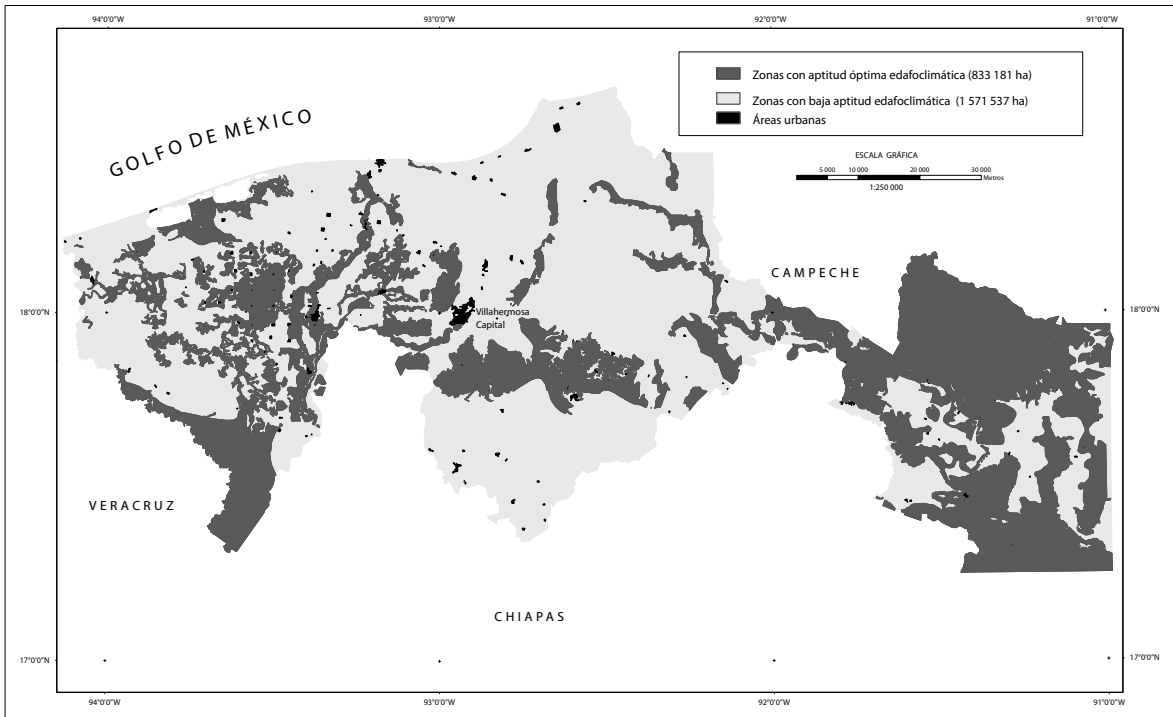 94°0'0"W 93°0'0"W 92°0'0"W 91°0'0"W
Zonas con aptitud óptima edafoclimática (833 181 ha)
Zonas con baja aptitud edafoclimática (1 571 537 ha)
Áreas urbanas
GOLFO DE MÉXICO
ESCALA GRÁFICA
5 000 10 000 20 000 30 000
Metros
1:250 000
CAMPECHE
18°0'0"N 18°0'0"N
Villahermosa
Capital
VERACRUZ
CHIAPAS
17°0'0"N 17°0'0"N
94°0'0"W 93°0'0"W 92°0'0"W 91°0'0"W